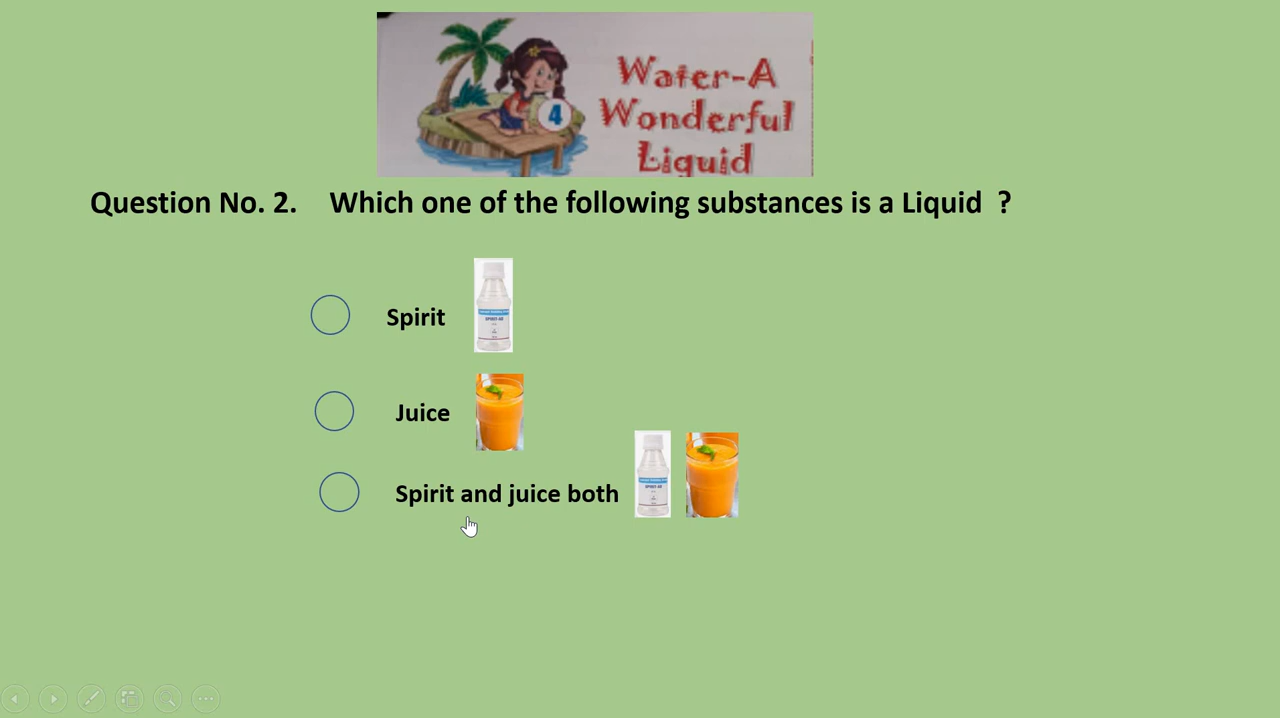 4
Water-A
Wonderful
Liquid
Question No. 2. Which one of the following substances is a Liquid ?
Spirit
Juice
Spirit and juice both